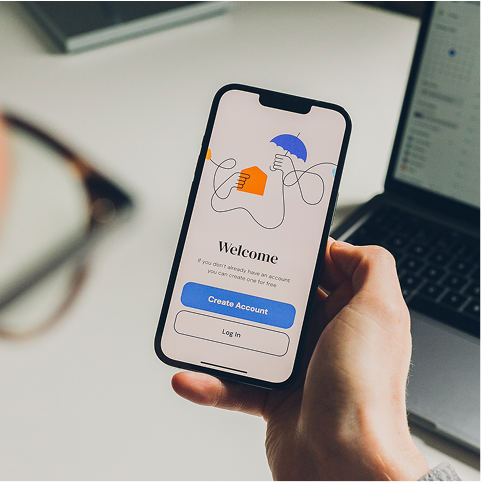 Welcome
If you don't already have an account
you can create one for free
Create Account
Log In